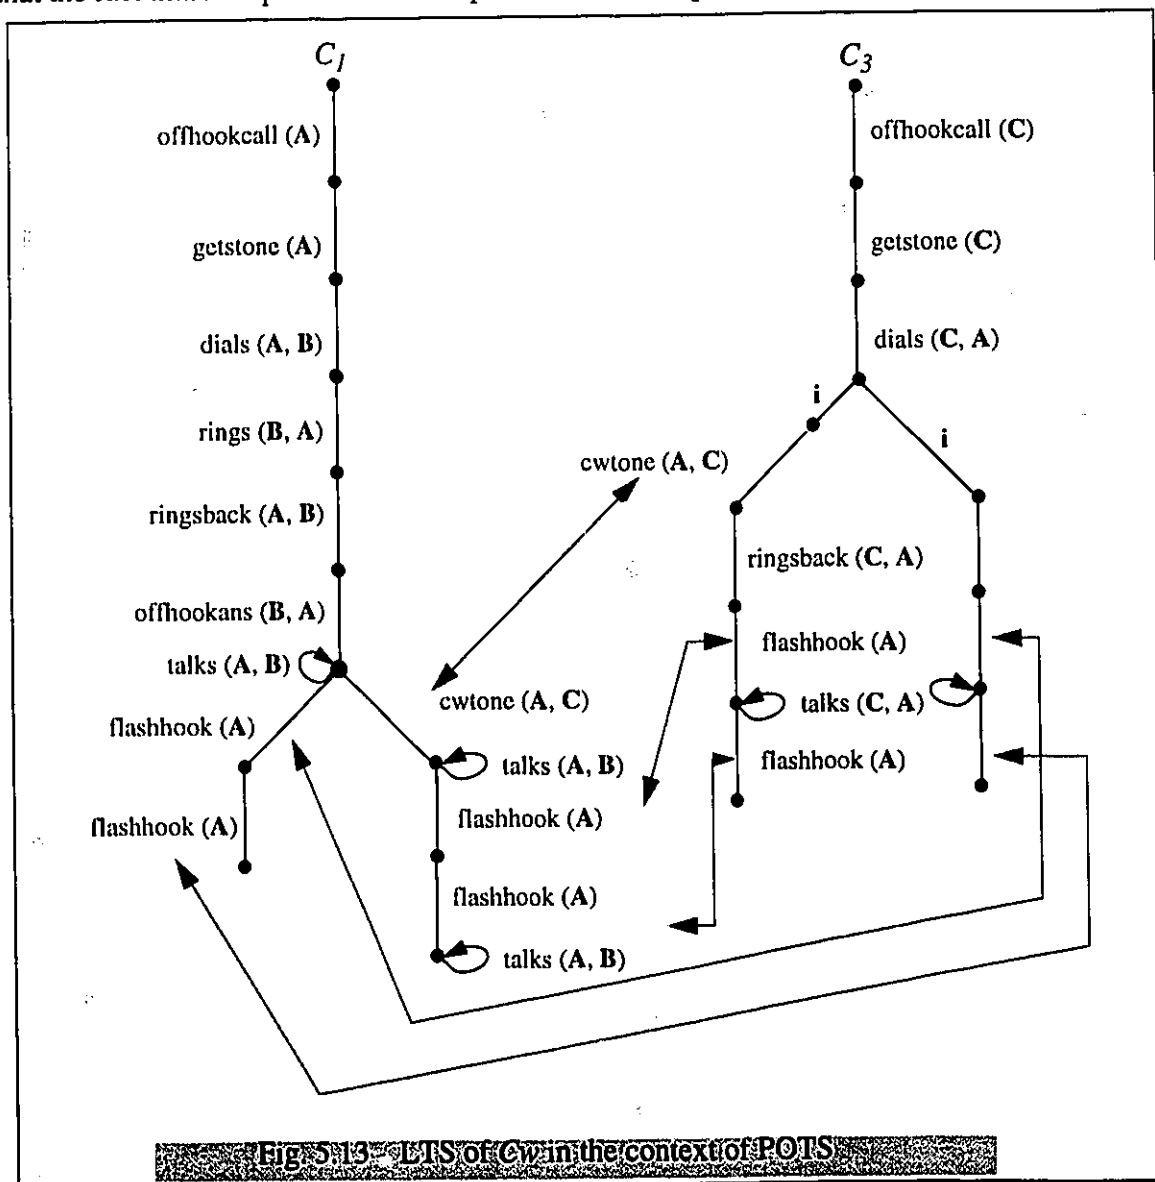 C1
C3
offhookcall (A)
offhookcall (C)
getstone (A)
getstone (C)
dials (A, B)
dials (C, A)
i
rings (B, A)
i
cwtone (A, C)
ringsback (A, B)
ringsback (C, A)
offhookans (B, A)
flashhook (A)
talks (A, B)
cwtone (A, C)
talks (C, A)
flashhook (A)
talks (A, B)
flashhook (A)
flashhook (A)
flashhook (A)
flashhook (A)
talks (A, B)
Fig 5.13 - LTS of Cw in the context of POTS